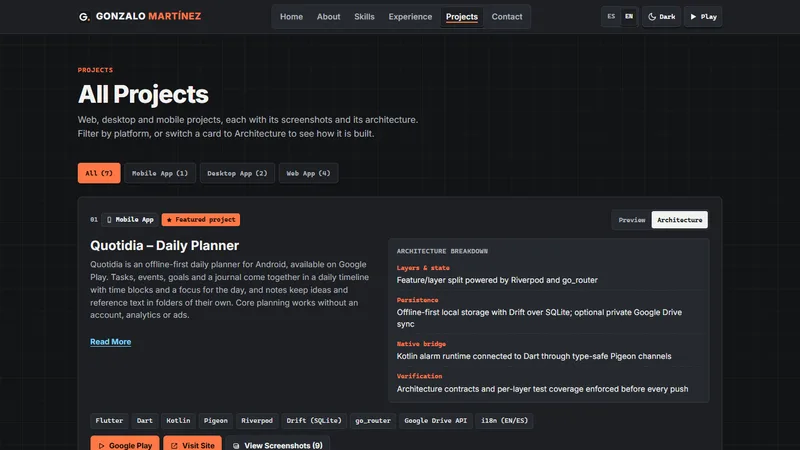 G. GONZALO MARTÍNEZ
Home About Skills Experience Projects Contact
ES EN
Dark
Play
PROJECTS
All Projects
Web, desktop and mobile projects, each with its screenshots and its architecture.
Filter by platform, or switch a card to Architecture to see how it is built.
All (7) Mobile App (1) Desktop App (2) Web App (4)
01 Mobile App Featured project
Preview Architecture
Quotidia – Daily Planner
Quotidia is an offline-first daily planner for Android, available on Google
Play. Tasks, events, goals and a journal come together in a daily timeline
with time blocks and a focus for the day, and notes keep ideas and
reference text in folders of their own. Core planning works without an
account, analytics or ads.
Read More
ARCHITECTURE BREAKDOWN
Layers & state
Feature/layer split powered by Riverpod and go_router
Persistence
Offline-first local storage with Drift over SQLite; optional private Google Drive
sync
Native bridge
Kotlin alarm runtime connected to Dart through type-safe Pigeon channels
Verification
Architecture contracts and per-layer test coverage enforced before every push
Flutter Dart Kotlin Pigeon Riverpod Drift (SQLite) go_router Google Drive API i18n (EN/ES)
Google Play Visit Site View Screenshots (9)